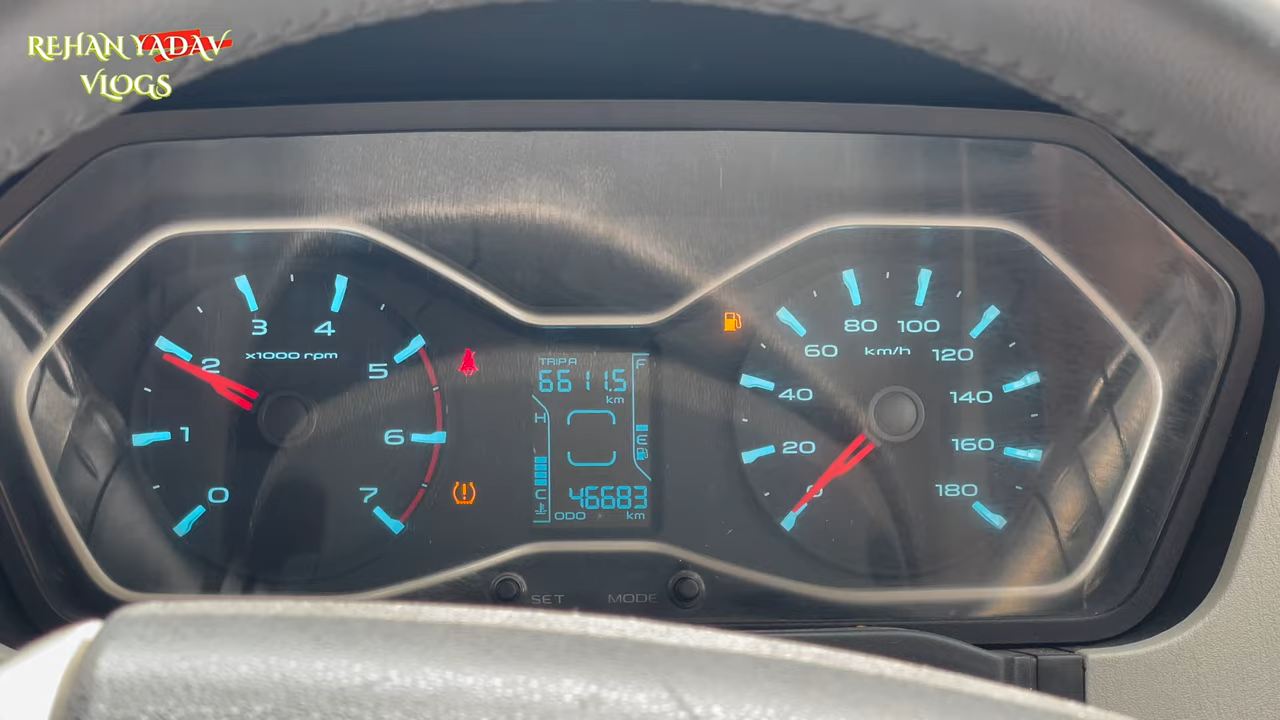 REHAN YADAV
VLOGS
0
1
2
3
4
5
6
7
x1000 rpm
TRIP A
6611.5
km
H
C
F
E
46683
ODO km
0
20
40
60
80
100
120
140
160
180
km/h
SET
MODE